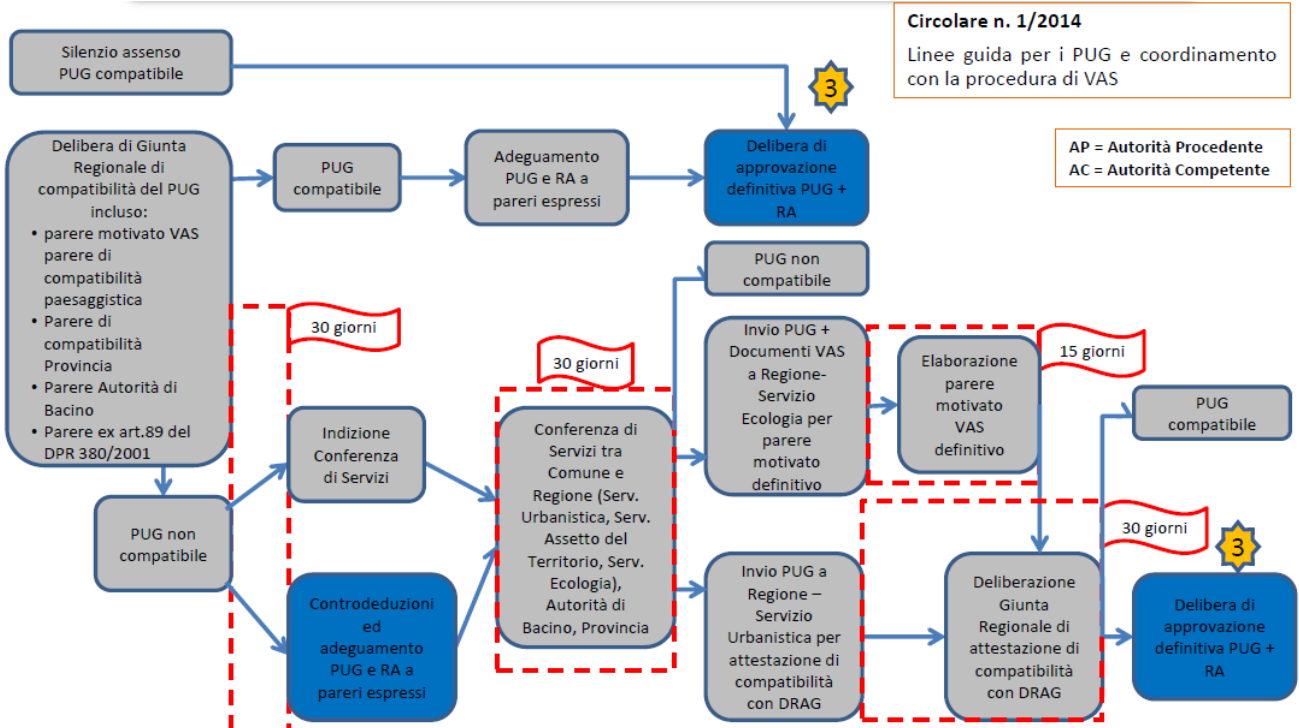 Circolare n. 1/2014
Linee guida per i PUG e coordinamento
con la procedura di VAS
AP = Autorità Procedente
AC = Autorità Competente
Silenzio assenso
PUG compatibile
3
Delibera di Giunta
Regionale di
compatibilità del PUG
incluso:
• parere motivato VAS
parere di
compatibilità
paesaggistica
• Parere di
compatibilità
Provincia
• Parere Autorità di
Bacino
• Parere ex art.89 del
DPR 380/2001
PUG
compatibile
Adeguamento
PUG e RA a
pareri espressi
Delibera di
approvazione
definitiva PUG +
RA
PUG non
compatibile
30 giorni
Indizione
Conferenza
di Servizi
Controdeduzioni
ed
adeguamento
PUG e RA a
pareri espressi
30 giorni
Conferenza di
Servizi tra
Comune e
Regione (Serv.
Urbanistica, Serv.
Assetto del
Territorio, Serv.
Ecologia),
Autorità di
Bacino, Provincia
PUG non
compatibile
Invio PUG +
Documenti VAS
a Regione-
Servizio
Ecologia per
parere
motivato
definitivo
Elaborazione
parere
motivato
VAS
definitivo
15 giorni
PUG
compatibile
Invio PUG a
Regione –
Servizio
Urbanistica per
attestazione di
compatibilità
con DRAG
Deliberazione
Giunta
Regionale di
attestazione di
compatibilità
con DRAG
30 giorni
3
Delibera di
approvazione
definitiva PUG +
RA